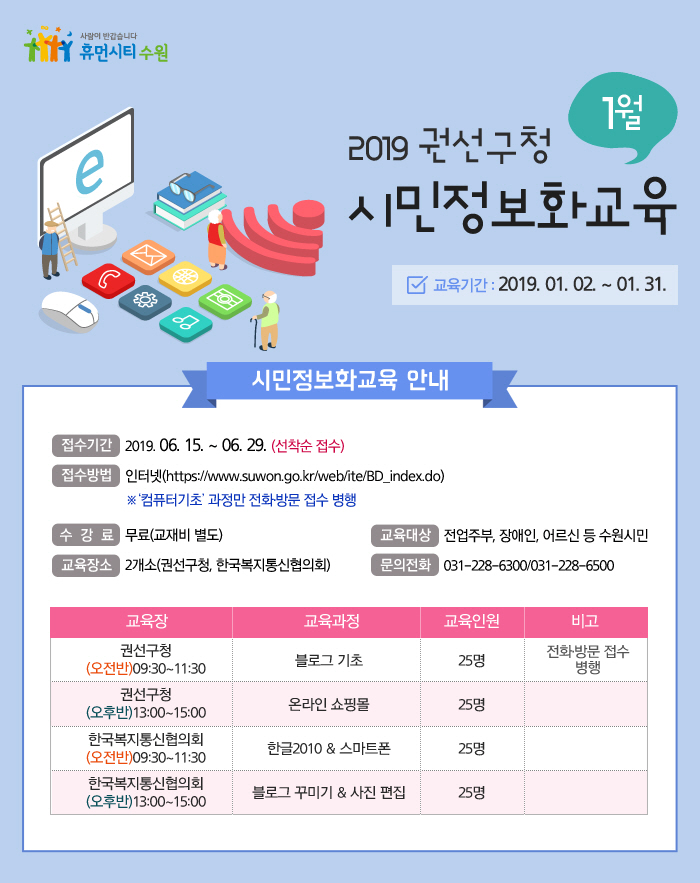 사람이 반갑습니다
휴먼시티 수원
1월
2019 권선구청
시민정보화교육
교육기간 : 2019. 01. 02. ~ 01. 31.
e
시민정보화교육 안내
접수기간 2019. 06. 15. ~ 06. 29. (선착순 접수)
접수방법 인터넷(https://www.suwon.go.kr/web/ite/BD_index.do)
※ '컴퓨터기초' 과정만 전화·방문 접수 병행
수 강 료 무료(교재비 별도) 교육대상 전업주부, 장애인, 어르신 등 수원시민
교육장소 2개소(권선구청, 한국복지통신협의회) 문의전화 031-228-6300/031-228-6500
교육장 교육과정 교육인원 비고
권선구청
(오전반)09:30~11:30 블로그 기초 25명 전화·방문 접수
병행
권선구청
(오후반)13:00~15:00 온라인 쇼핑몰 25명
한국복지통신협의회
(오전반)09:30~11:30 한글2010 & 스마트폰 25명
한국복지통신협의회
(오후반)13:00~15:00 블로그 꾸미기 & 사진 편집 25명